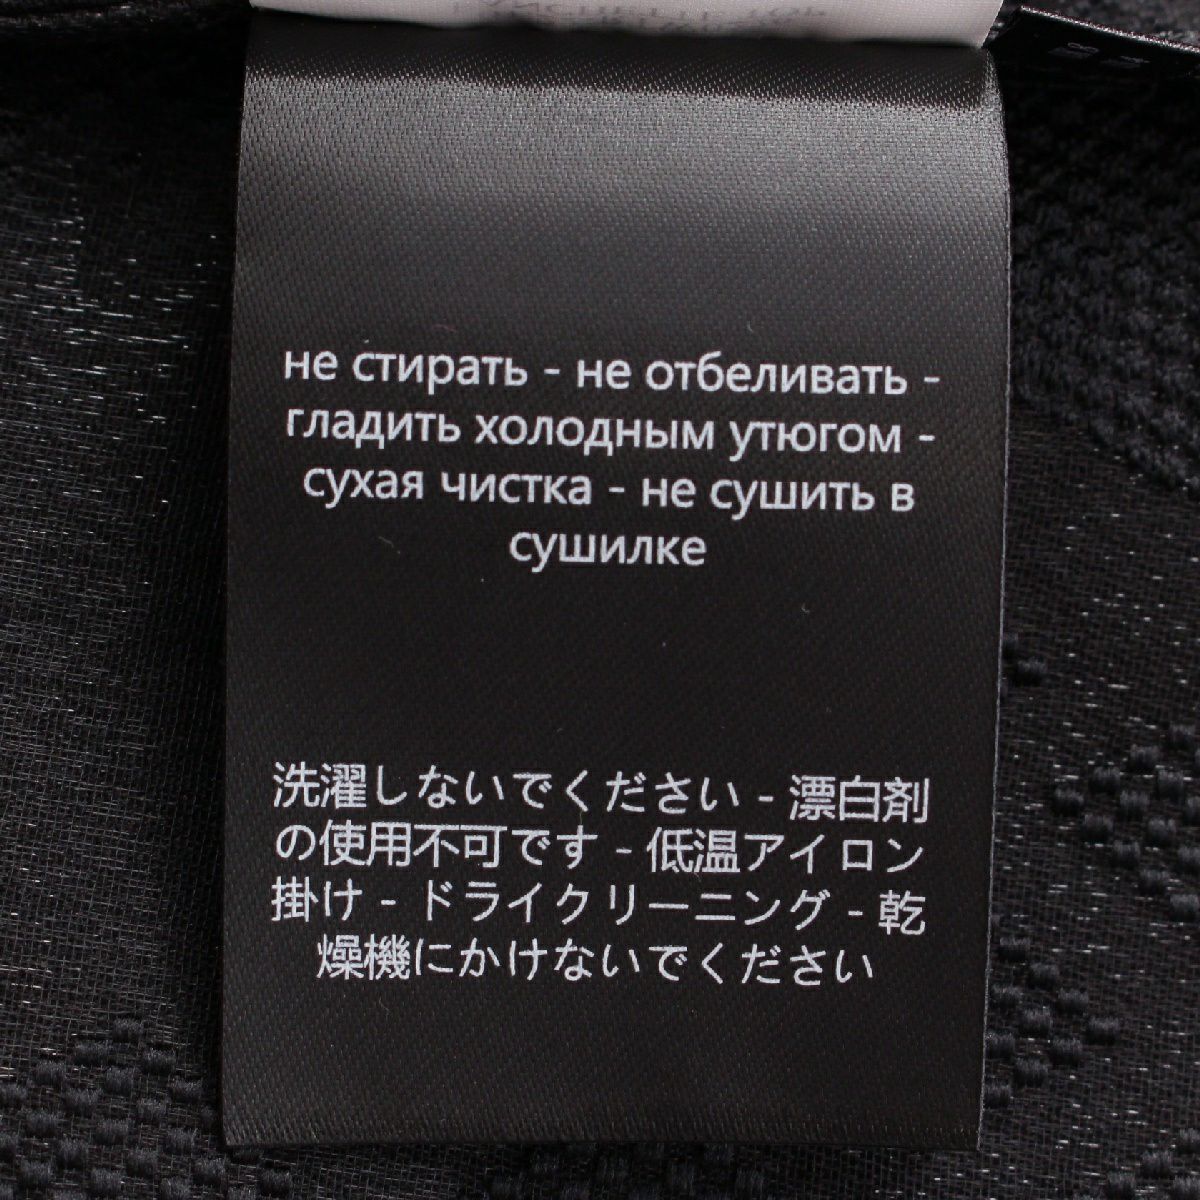 не стирать - не отбеливать -
гладить холодным утюгом -
сухая чистка - не сушить в
сушилке
洗濯しないでください - 漂白剤
の使用不可です - 低温アイロン
掛け - ドライクリーニング - 乾
燥機にかけないでください